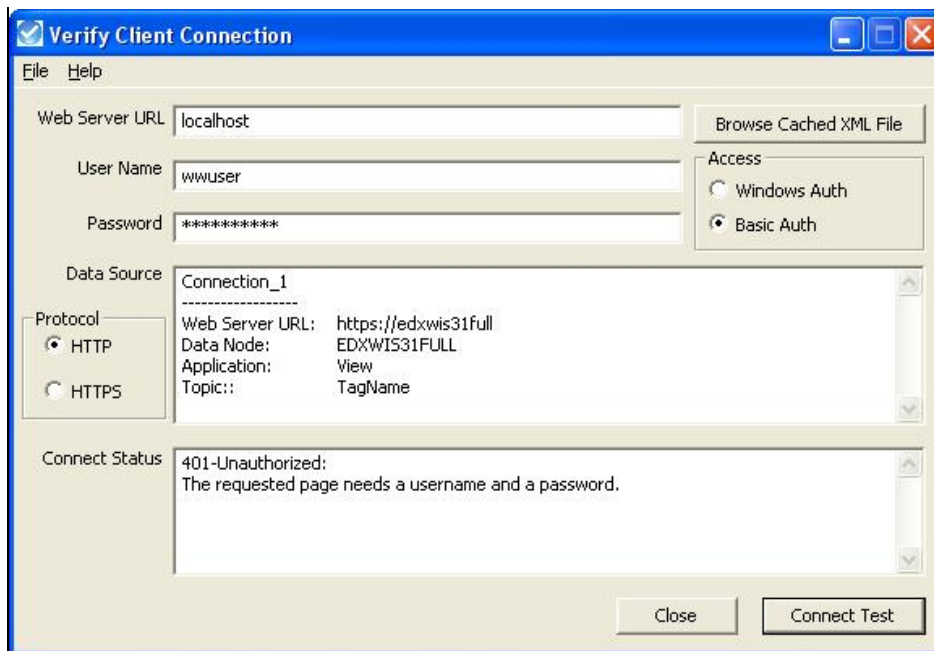 Verify Client Connection
File Help
Web Server URL localhost Browse Cached XML File
User Name wwuser
Access
Windows Auth
Password ********** Basic Auth
Data Source
Connection_1
------------------
Protocol
HTTP
HTTPS
Web Server URL: https://edxwis31full
Data Node: EDXWIS31FULL
Application: View
Topic:: TagName
Connect Status
401-Unauthorized:
The requested page needs a username and a password.
Close Connect Test